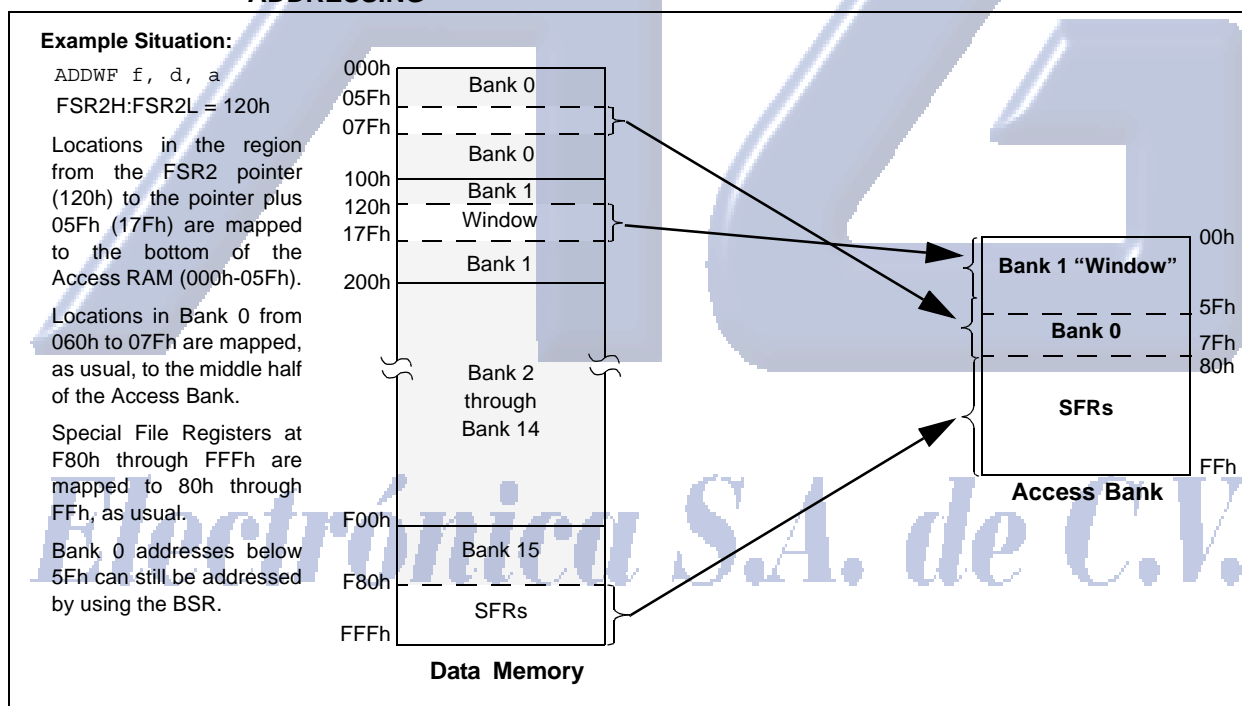 ADDRESSING
Example Situation:
ADDWF f, d, a
FSR2H:FSR2L = 120h
Locations in the region
from the FSR2 pointer
(120h) to the pointer plus
05Fh (17Fh) are mapped
to the bottom of the
Access RAM (000h-05Fh).
Locations in Bank 0 from
060h to 07Fh are mapped,
as usual, to the middle half
of the Access Bank.
Special File Registers at
F80h through FFFh are
mapped to 80h through
FFh, as usual.
Bank 0 addresses below
5Fh can still be addressed
by using the BSR.
000h
05Fh
07Fh
100h
120h
17Fh
200h
F00h
F80h
FFFh
Bank 0
Bank 0
Bank 1
Window
Bank 1
Bank 2
through
Bank 14
Bank 15
SFRs
Data Memory
Bank 1 “Window”
Bank 0
SFRs
00h
5Fh
7Fh
80h
FFh
Access Bank
Electrónica S.A. de C.V.